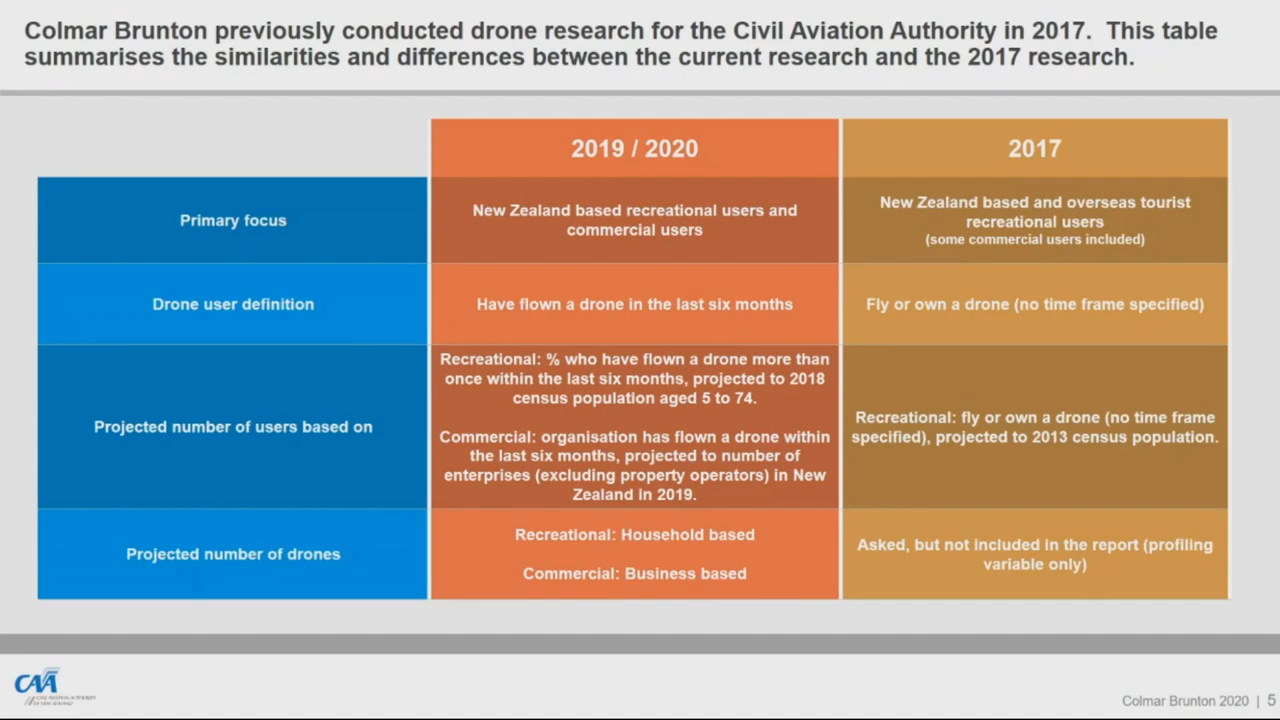 Colmar Brunton previously conducted drone research for the Civil Aviation Authority in 2017. This table
summarises the similarities and differences between the current research and the 2017 research.
2019 / 2020
2017
Primary focus
New Zealand based recreational users and
commercial users
New Zealand based and overseas tourist
recreational users
(some commercial users included)
Drone user definition
Have flown a drone in the last six months
Fly or own a drone (no time frame specified)
Projected number of users based on
Recreational: % who have flown a drone more than
once within the last six months, projected to 2018
census population aged 5 to 74.
Commercial: organisation has flown a drone within
the last six months, projected to number of
enterprises (excluding property operators) in New
Zealand in 2019.
Recreational: fly or own a drone (no time frame
specified), projected to 2013 census population.
Projected number of drones
Recreational: Household based
Commercial: Business based
Asked, but not included in the report (profiling
variable only)
CAA
CIVIL AVIATION AUTHORITY
OF NEW ZEALAND
Colmar Brunton 2020 | 5